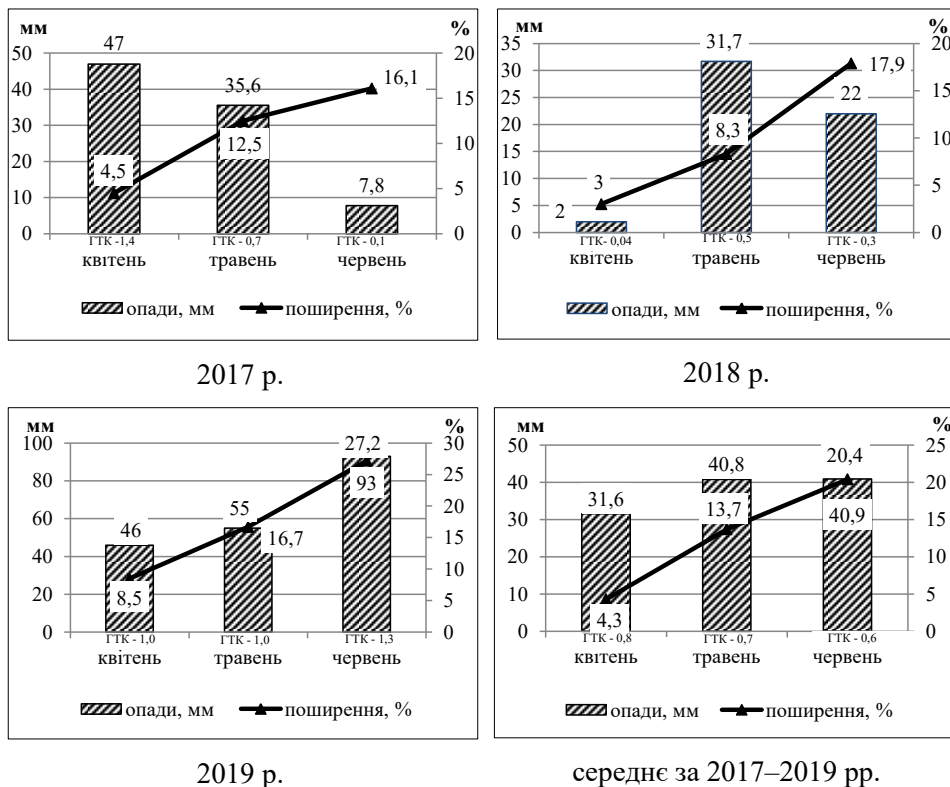 мм %
50 47 20
40 35,6 16,1 15
30 12,5 10
20 4,5 5
10 7,8
0 0
ГТК -1,4 ГТК - 0,7 ГТК - 0,1
квітень травень червень
опади, мм поширення, %
2017 р.
мм %
35 31,7 20
30 17,9
25 22 15
20 8,3 10
15
10 3 5
5 2
0 0
ГТК- 0,04 ГТК - 0,5 ГТК - 0,3
квітень травень червень
опади, мм поширення, %
2018 р.
мм %
100 27,2 30
80 93 25
60 46 55 20
40 16,7 15
20 8,5 10
5
0 0
ГТК - 1,0 ГТК - 1,0 ГТК - 1,3
квітень травень червень
опади, мм поширення, %
2019 р.
мм %
50 40,8 20,4 25
40 31,6 20
30 13,7 40,9 15
20 10
10 4,3 5
0 0
ГТК - 0,8 ГТК - 0,7 ГТК - 0,6
квітень травень червень
опади, мм поширення, %
середнє за 2017–2019 рр.